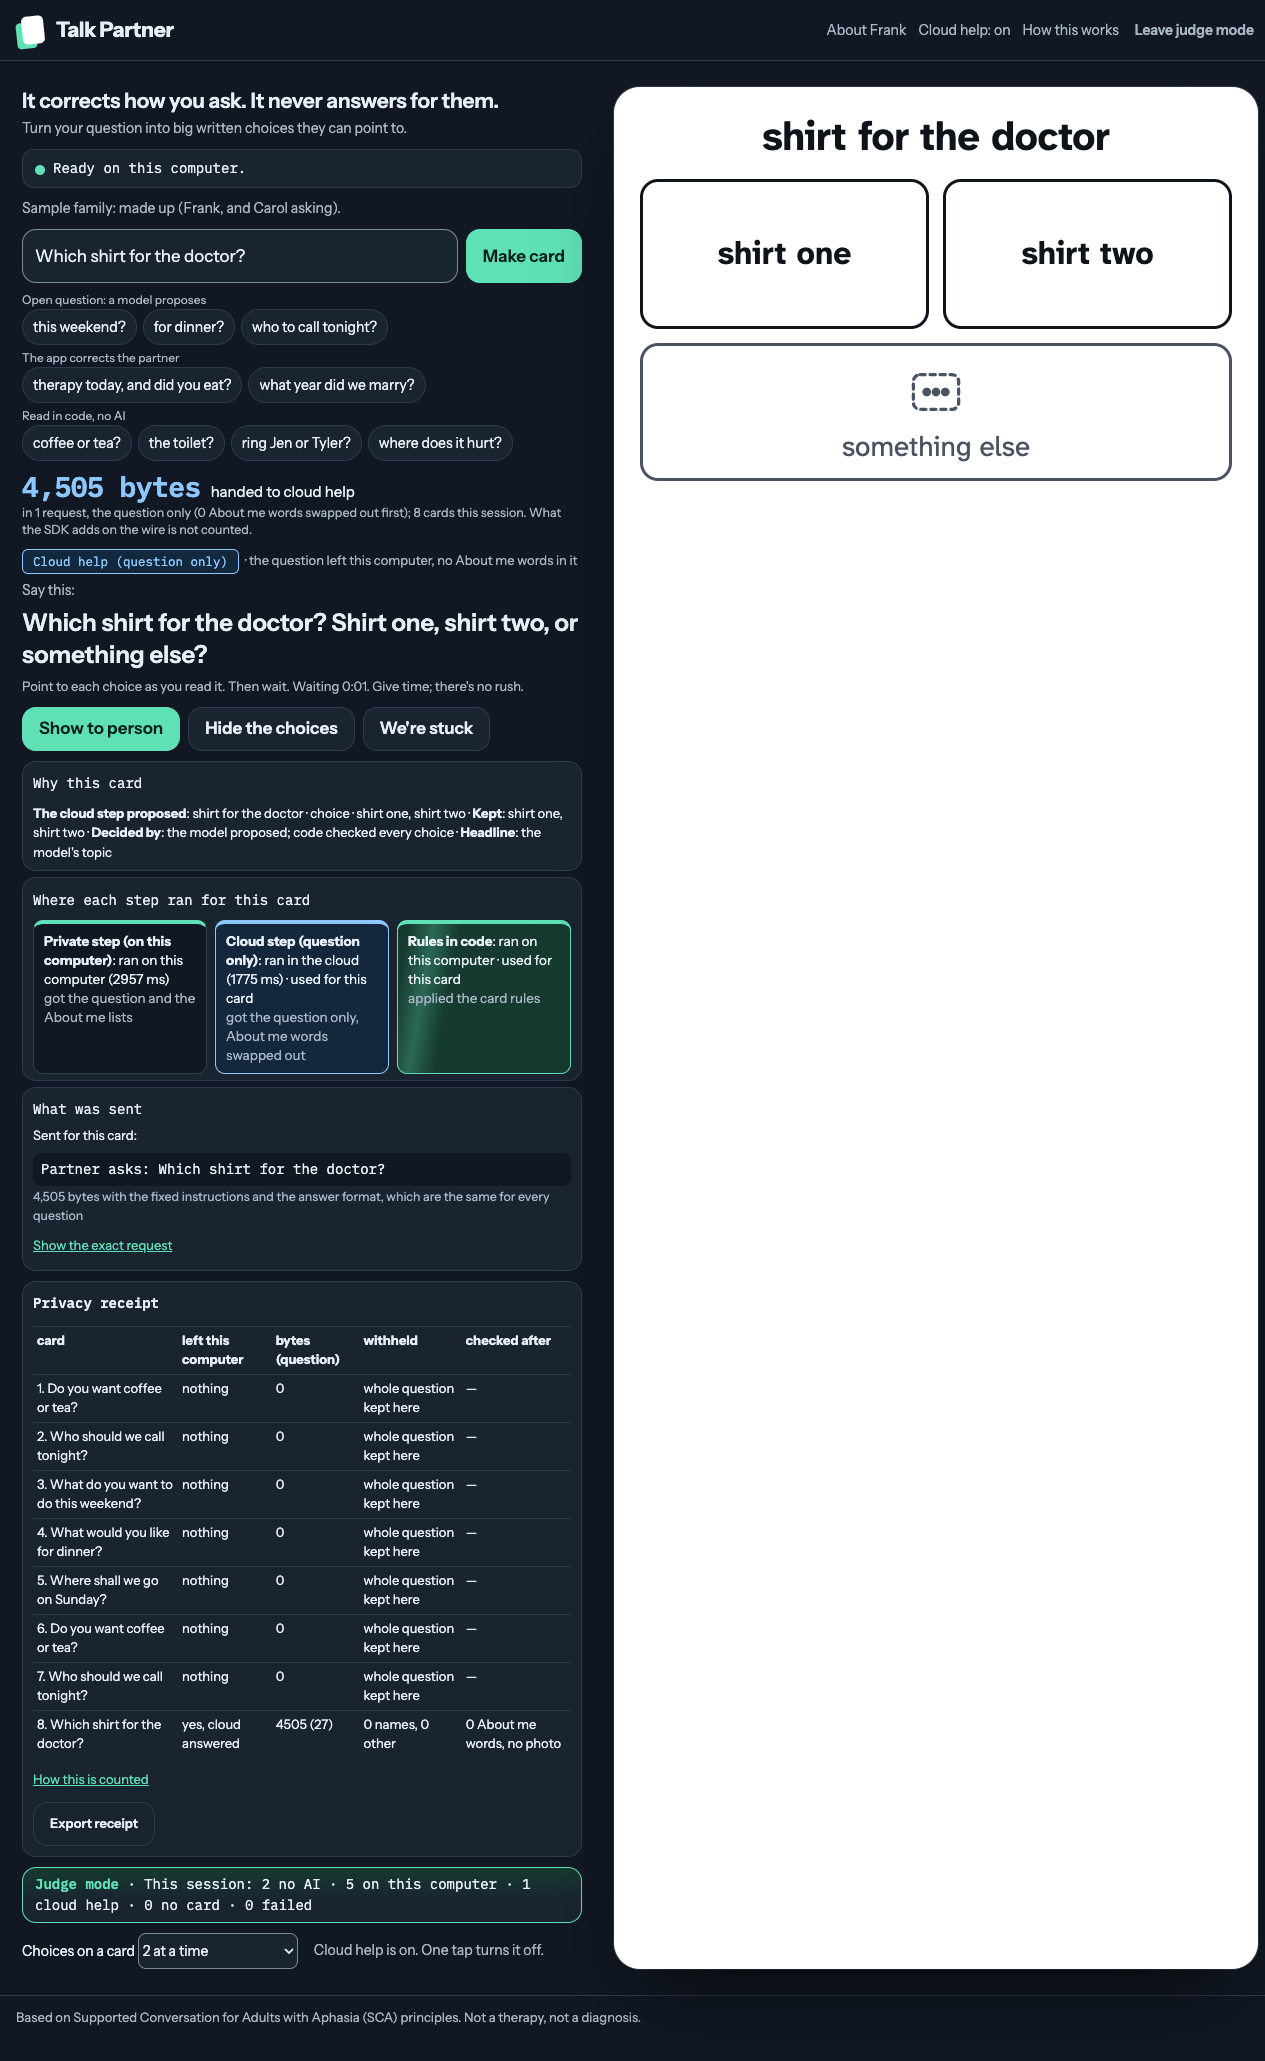 Talk Partner
About Frank
Cloud help: on
How this works
Leave judge mode
It corrects how you ask. It never answers for them.
Turn your question into big written choices they can point to.
Ready on this computer.
Sample family: made up (Frank, and Carol asking).
Which shirt for the doctor?
Make card
Open question: a model proposes
this weekend?
for dinner?
who to call tonight?
The app corrects the partner
therapy today, and did you eat?
what year did we marry?
Read in code, no AI
coffee or tea?
the toilet?
ring Jen or Tyler?
where does it hurt?
4,505 bytes handed to cloud help
in 1 request, the question only (0 About me words swapped out first); 8 cards this session. What
the SDK adds on the wire is not counted.
Cloud help (question only) · the question left this computer, no About me words in it
Say this:
Which shirt for the doctor? Shirt one, shirt two, or
something else?
Point to each choice as you read it. Then wait. Waiting 0:01. Give time; there's no rush.
Show to person
Hide the choices
We're stuck
Why this card
The cloud step proposed: shirt for the doctor · choice · shirt one, shirt two · Kept: shirt one,
shirt two · Decided by: the model proposed; code checked every choice · Headline: the
model's topic
Where each step ran for this card
Private step (on this
computer): ran on this
computer (2957 ms)
got the question and the
About me lists
Cloud step (question
only): ran in the cloud
(1775 ms) · used for this
card
got the question only,
About me words
swapped out
Rules in code: ran on
this computer · used for
this card
applied the card rules
What was sent
Sent for this card:
Partner asks: Which shirt for the doctor?
4,505 bytes with the fixed instructions and the answer format, which are the same for every
question
Show the exact request
Privacy receipt
card
left this
computer
bytes
(question)
withheld
checked after
1. Do you want coffee
or tea?
nothing
0
whole question
kept here
—
2. Who should we call
tonight?
nothing
0
whole question
kept here
—
3. What do you want to
do this weekend?
nothing
0
whole question
kept here
—
4. What would you like
for dinner?
nothing
0
whole question
kept here
—
5. Where shall we go
on Sunday?
nothing
0
whole question
kept here
—
6. Do you want coffee
or tea?
nothing
0
whole question
kept here
—
7. Who should we call
tonight?
nothing
0
whole question
kept here
—
8. Which shirt for the
doctor?
yes, cloud
answered
4505 (27)
0 names, 0
other
0 About me
words, no photo
How this is counted
Export receipt
Judge mode · This session: 2 no AI · 5 on this computer · 1
cloud help · 0 no card · 0 failed
Choices on a card
2 at a time
Cloud help is on. One tap turns it off.
shirt for the doctor
shirt one
shirt two
something else
Based on Supported Conversation for Adults with Aphasia (SCA) principles. Not a therapy, not a diagnosis.